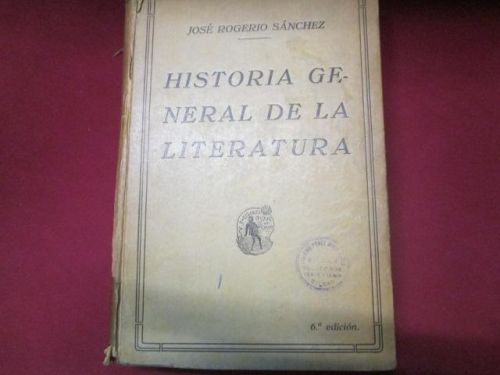 JOSÉ ROGERIO SÁNCHEZ
HISTORIA GE-
NERAL DE LA
LITERATURA
6.ª edición.